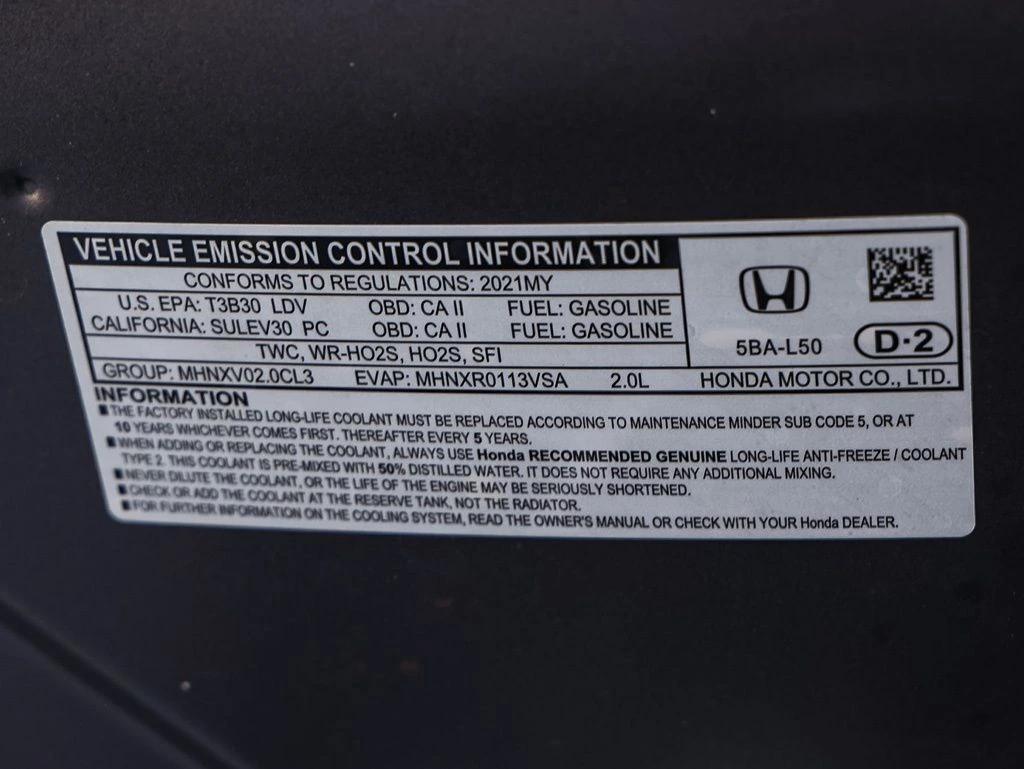 VEHICLE EMISSION CONTROL INFORMATION
CONFORMS TO REGULATIONS: 2021MY
U.S. EPA: T3B30 LDV OBD: CA II FUEL: GASOLINE
CALIFORNIA: SULEV30 PC OBD: CA II FUEL: GASOLINE
TWC, WR-HO2S, HO2S, SFI
5BA-L50 D·2
GROUP: MHNXV02.0CL3 EVAP: MHNXR0113VSA 2.0L HONDA MOTOR CO., LTD.
INFORMATION
■ THE FACTORY INSTALLED LONG-LIFE COOLANT MUST BE REPLACED ACCORDING TO MAINTENANCE MINDER SUB CODE 5, OR AT
10 YEARS WHICHEVER COMES FIRST. THEREAFTER EVERY 5 YEARS.
■ WHEN ADDING OR REPLACING THE COOLANT, ALWAYS USE Honda RECOMMENDED GENUINE LONG-LIFE ANTI-FREEZE / COOLANT
TYPE 2. THIS COOLANT IS PRE-MIXED WITH 50% DISTILLED WATER. IT DOES NOT REQUIRE ANY ADDITIONAL MIXING.
■ NEVER DILUTE THE COOLANT, OR THE LIFE OF THE ENGINE MAY BE SERIOUSLY SHORTENED.
■ CHECK OR ADD THE COOLANT AT THE RESERVE TANK, NOT THE RADIATOR.
■ FOR FURTHER INFORMATION ON THE COOLING SYSTEM, READ THE OWNER'S MANUAL OR CHECK WITH YOUR Honda DEALER.